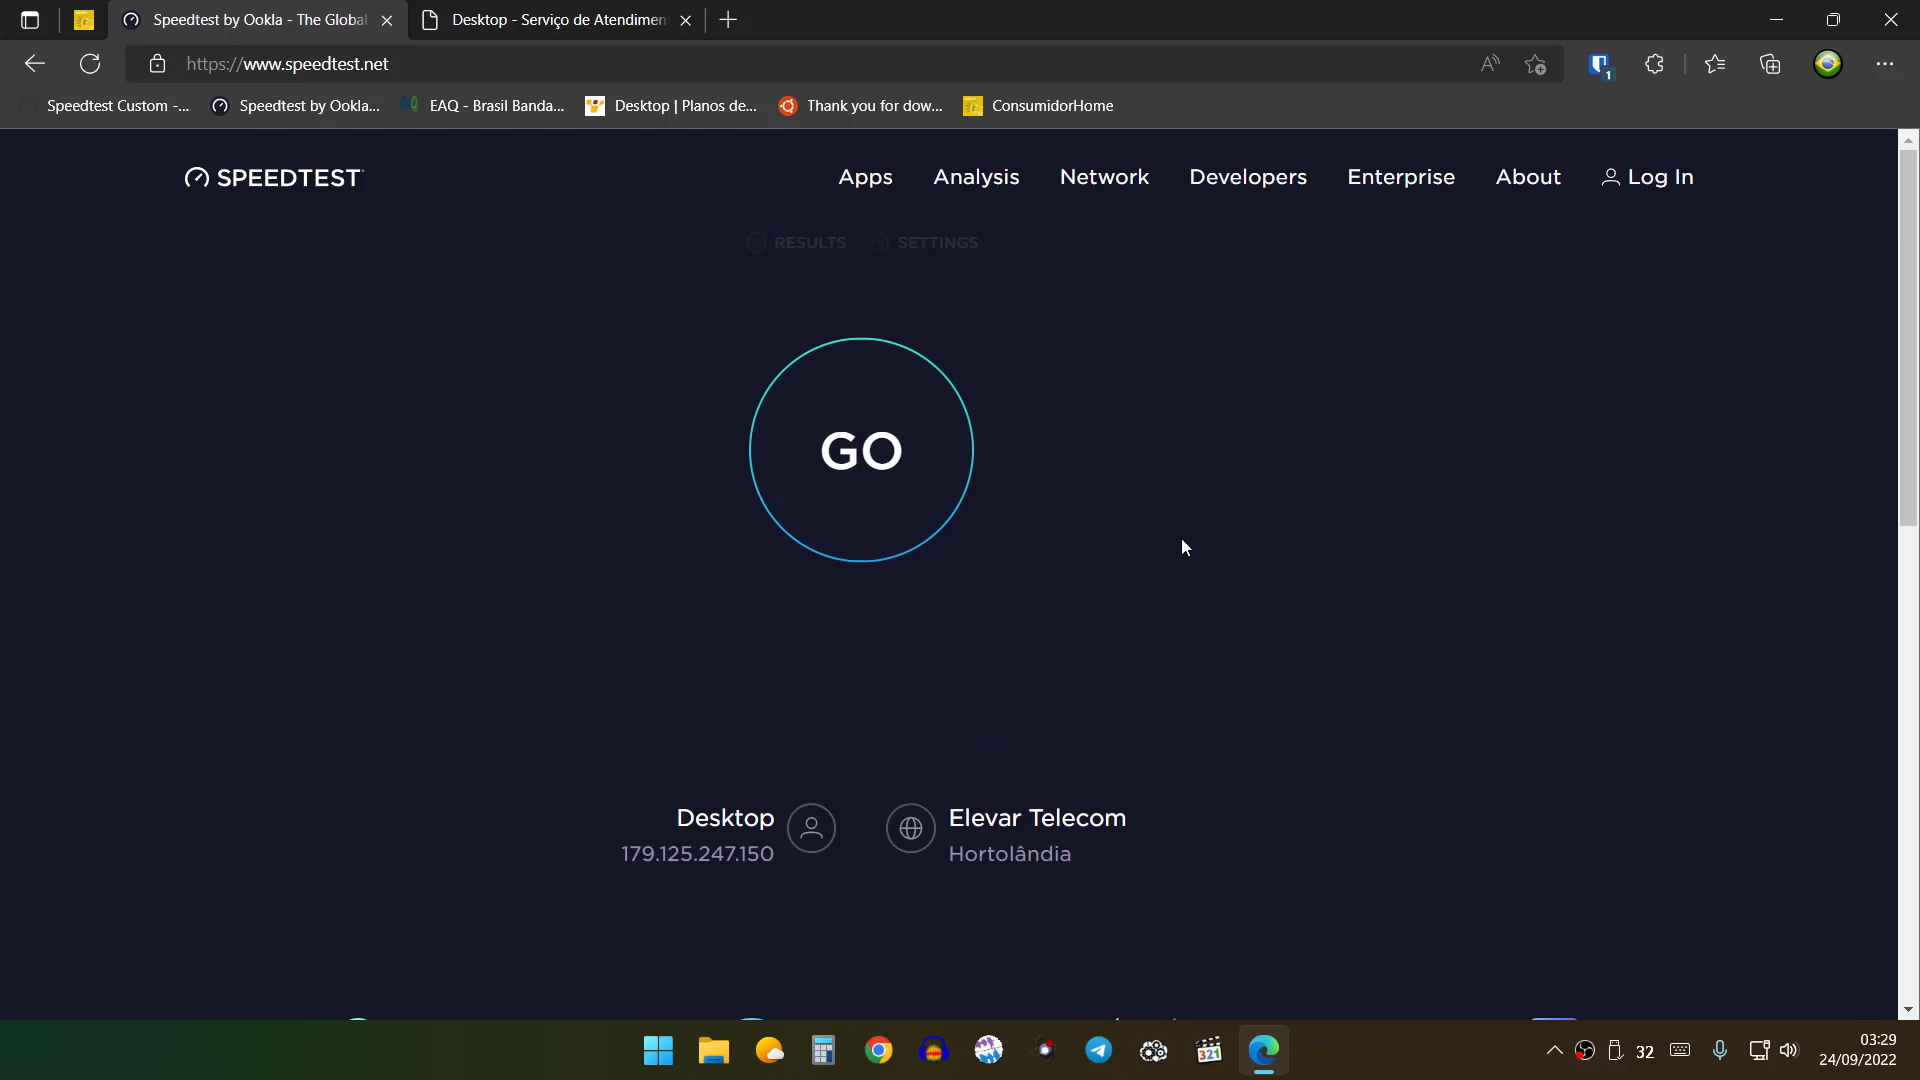 Speedtest by Ookla - The Global
Desktop - Serviço de Atendimen
https://www.speedtest.net
1
Speedtest Custom -...
Speedtest by Ookla...
EAQ - Brasil Banda...
Desktop | Planos de...
Thank you for dow...
ConsumidorHome
SPEEDTEST
Apps
Analysis
Network
Developers
Enterprise
About
Log In
RESULTS
SETTINGS
GO
Desktop
179.125.247.150
Elevar Telecom
Hortolândia
321
32
03:29
24/09/2022